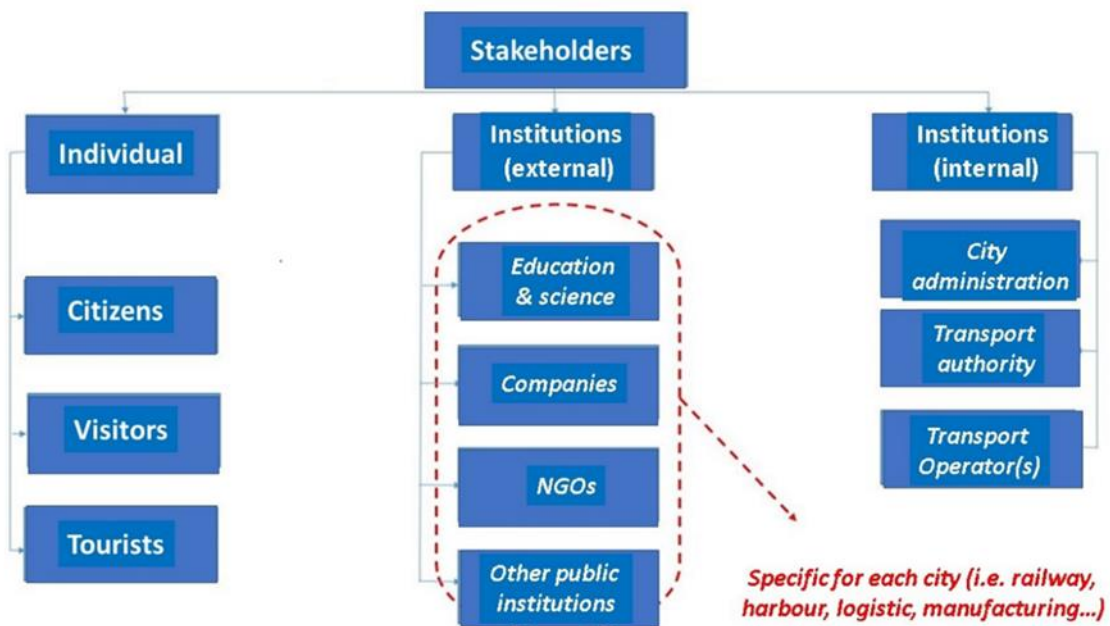 Stakeholders
Individual
Institutions
(external)
Institutions
(internal)
Citizens
Visitors
Tourists
Education
& science
Companies
NGOs
Other public
institutions
City
administration
Transport
authority
Transport
Operator(s)
Specific for each city (i.e. railway,
harbour, logistic, manufacturing...)